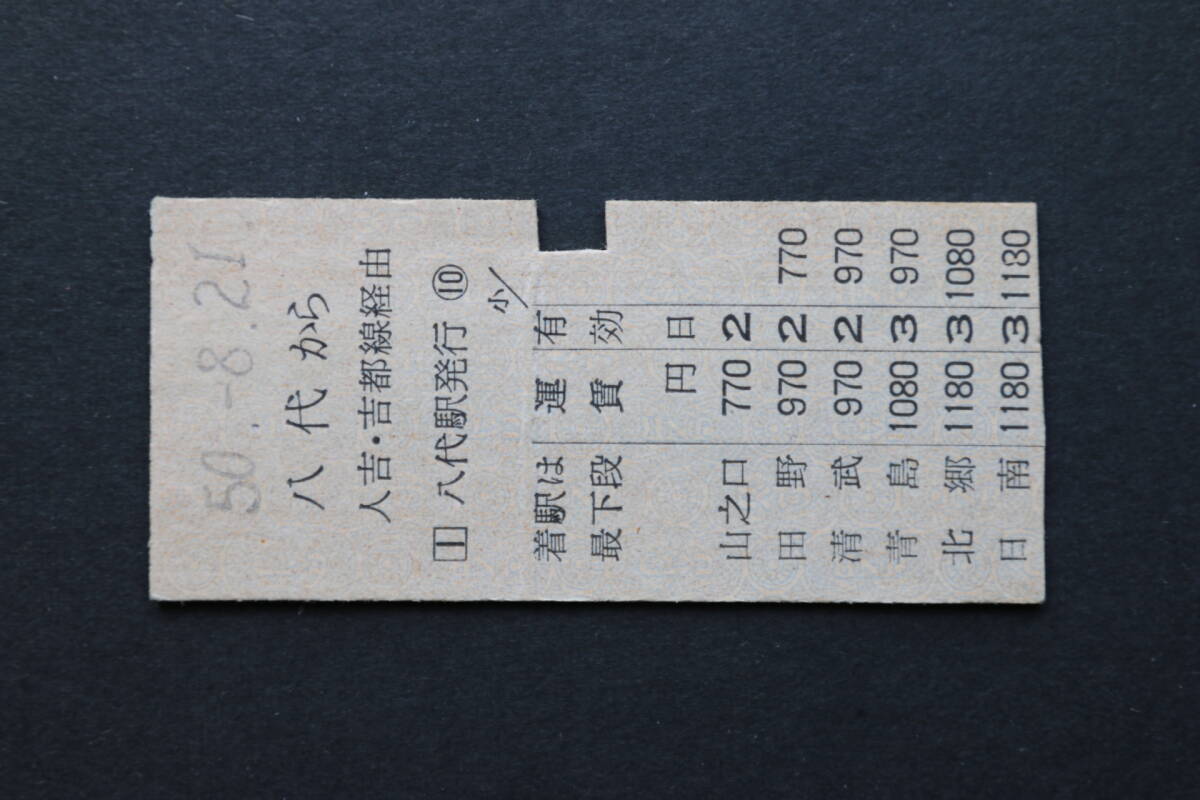 50.-8.21
八代から
人吉・吉都線経由
1 八代駅発行 ⑩
小
着駅は 運 有
最下段 賃 効
円 日
山之口 770 2
田野 970 2 770
清武 970 2 970
青島 1080 3 970
北郷 1180 3 1080
日南 1180 3 1180